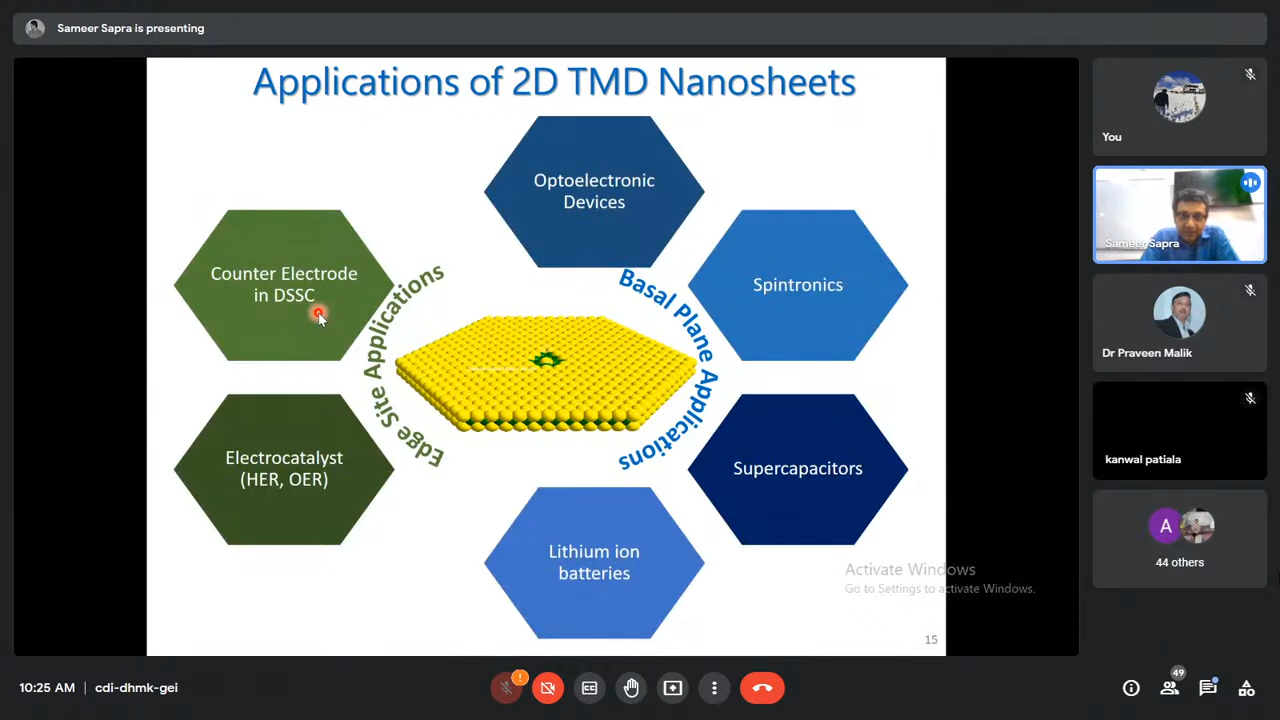 Sameer Sapra is presenting
Applications of 2D TMD Nanosheets
Optoelectronic
Devices
Counter Electrode
in DSSC
Spintronics
Edge Site Applications
Basal Plane Applications
Electrocatalyst
(HER, OER)
Supercapacitors
Lithium ion
batteries
Activate Windows
Go to Settings to activate Windows.
15
You
Sameer Sapra
Dr Praveen Malik
kanwal patiala
A
44 others
10:25 AM | cdi-dhmk-gei
!
CC
49